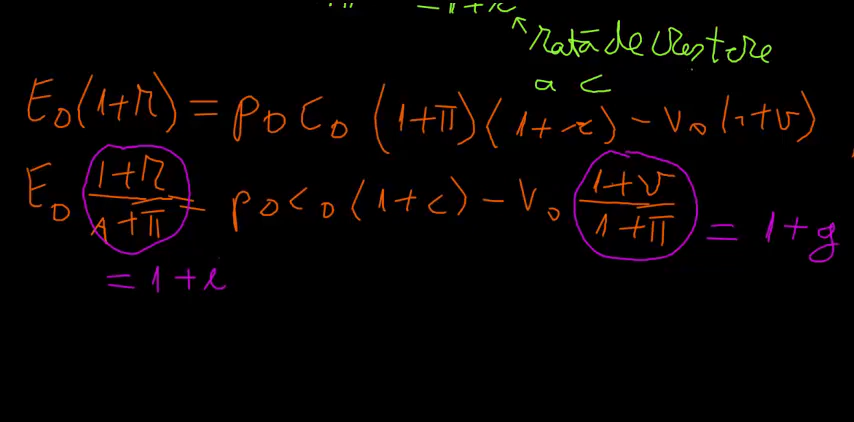 rată de creștere
a c
E₀(1+r) = p₀c₀(1+π)(1+c) − v₀(1+v)
E₀ (1+r)/(1+π) = p₀c₀(1+c) − v₀ (1+v)/(1+π) = 1+g
= 1+i